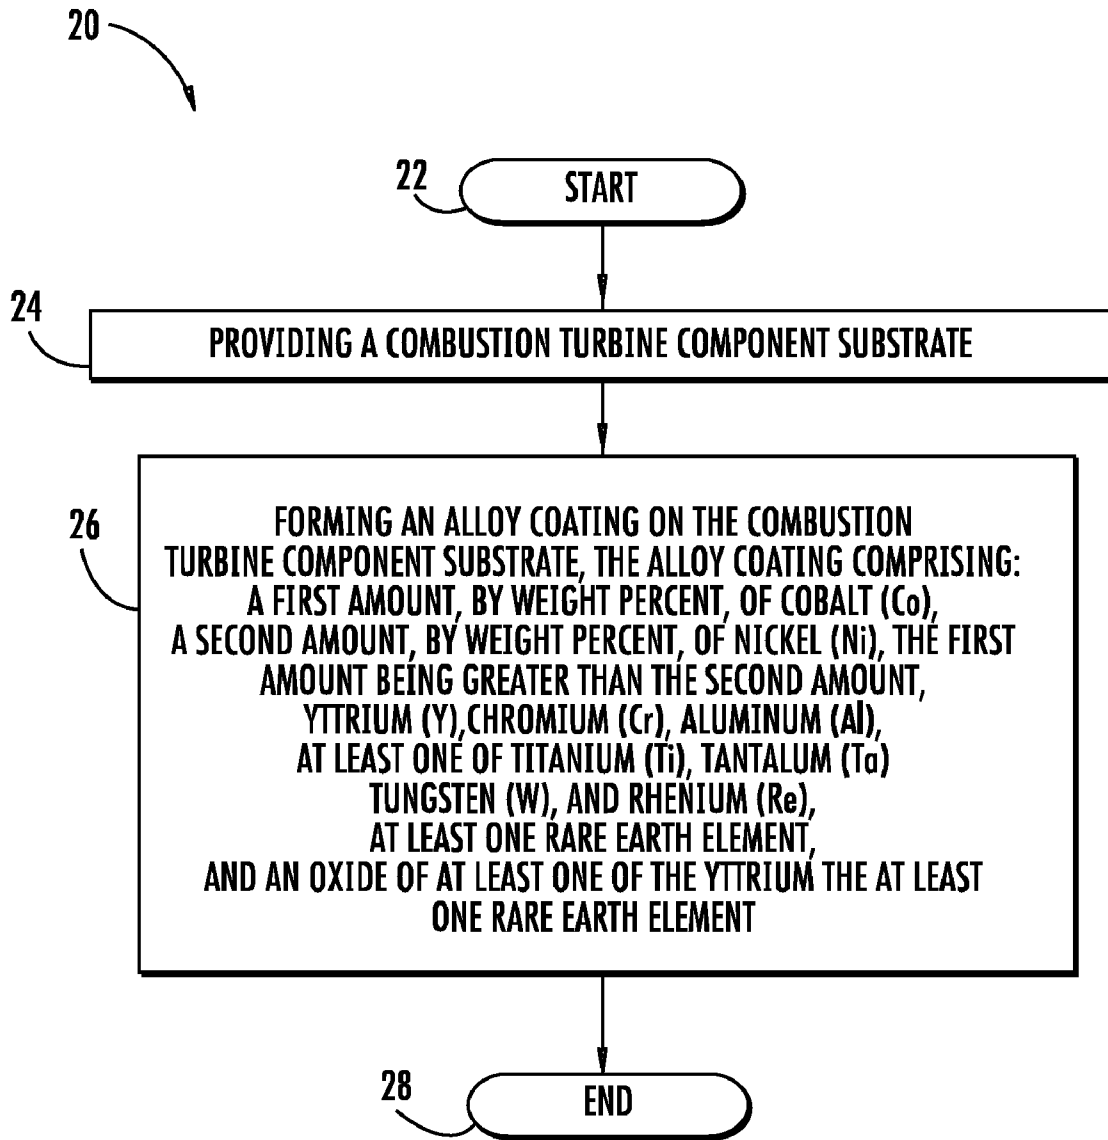 20
22
START
24
PROVIDING A COMBUSTION TURBINE COMPONENT SUBSTRATE
26
FORMING AN ALLOY COATING ON THE COMBUSTION
TURBINE COMPONENT SUBSTRATE, THE ALLOY COATING COMPRISING:
A FIRST AMOUNT, BY WEIGHT PERCENT, OF COBALT (Co),
A SECOND AMOUNT, BY WEIGHT PERCENT, OF NICKEL (Ni), THE FIRST
AMOUNT BEING GREATER THAN THE SECOND AMOUNT,
YTTRIUM (Y),CHROMIUM (Cr), ALUMINUM (Al),
AT LEAST ONE OF TITANIUM (Ti), TANTALUM (Ta)
TUNGSTEN (W), AND RHENIUM (Re),
AT LEAST ONE RARE EARTH ELEMENT,
AND AN OXIDE OF AT LEAST ONE OF THE YTTRIUM THE AT LEAST
ONE RARE EARTH ELEMENT
28
END